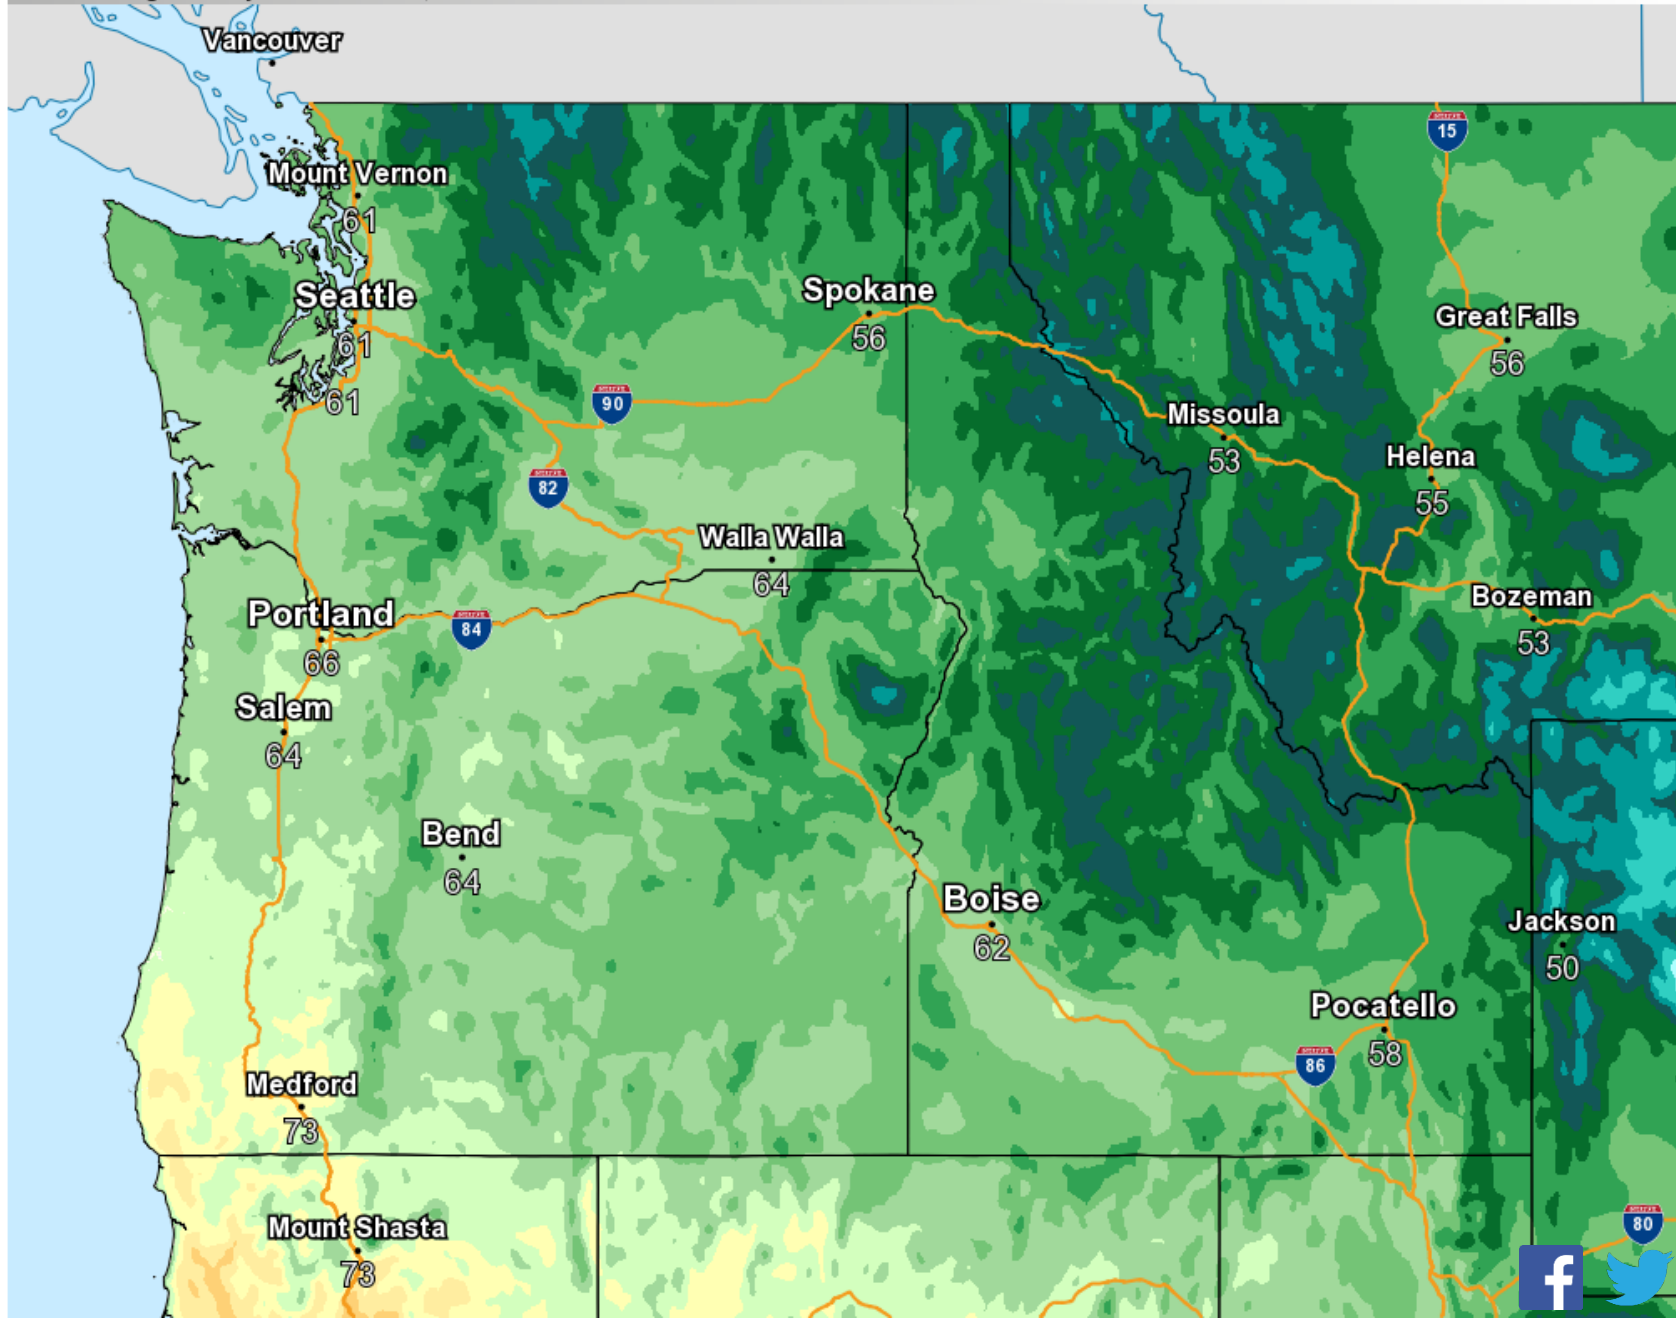 Vancouver
Mount Vernon
61
Seattle
61
61
Spokane
56
15
Great Falls
56
INTERSTATE
90
Missoula
53
Helena
55
82
Walla Walla
64
Bozeman
53
Portland
66
84
Salem
64
Bend
64
Boise
62
Jackson
50
Pocatello
58
86
Medford
73
Mount Shasta
73
80
f